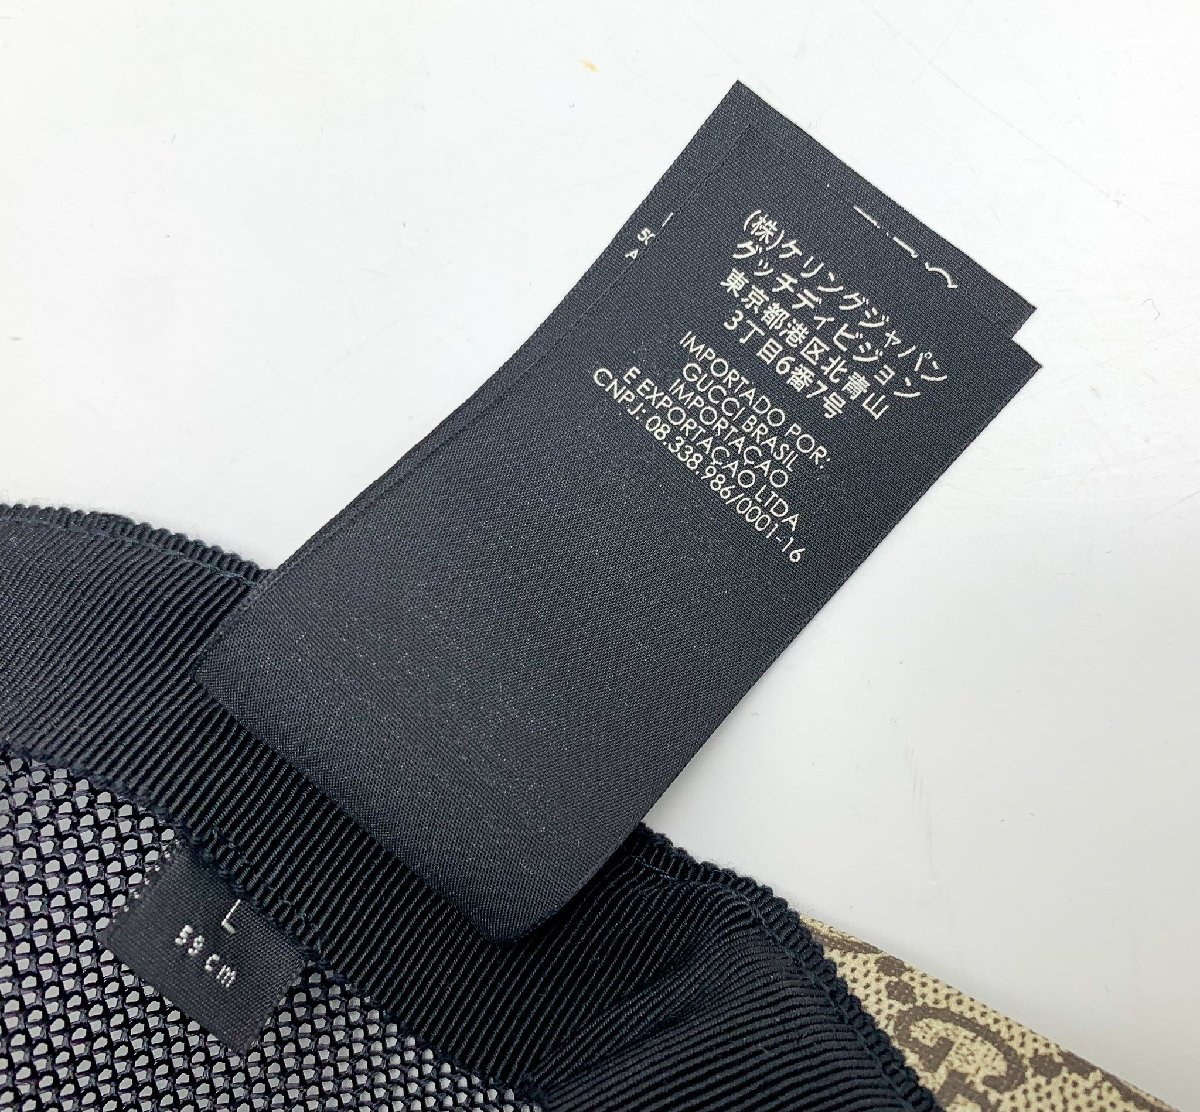 (株)ケリングジャパン
グッチディビジョン
東京都港区北青山
3丁目6番7号
IMPORTADO POR:
GUCCI BRASIL
IMPORTAÇAO
E EXPORTAÇAO LTDA
CNPJ: 08.338.986/0001-16
L
59 cm